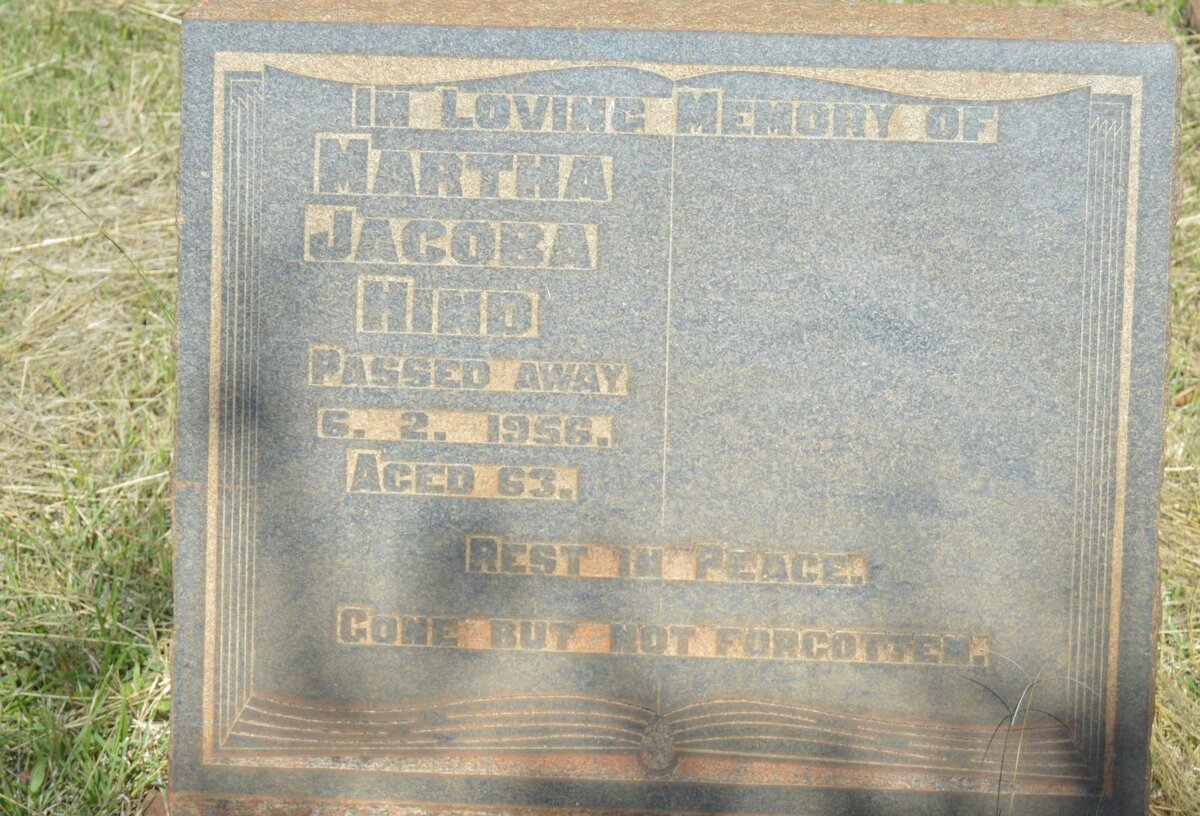 In Loving Memory of
Martha
Jacoba
Hind
Passed away
6. 2. 1956.
Aged 63.
Rest in Peace.
Gone but not forgotten.